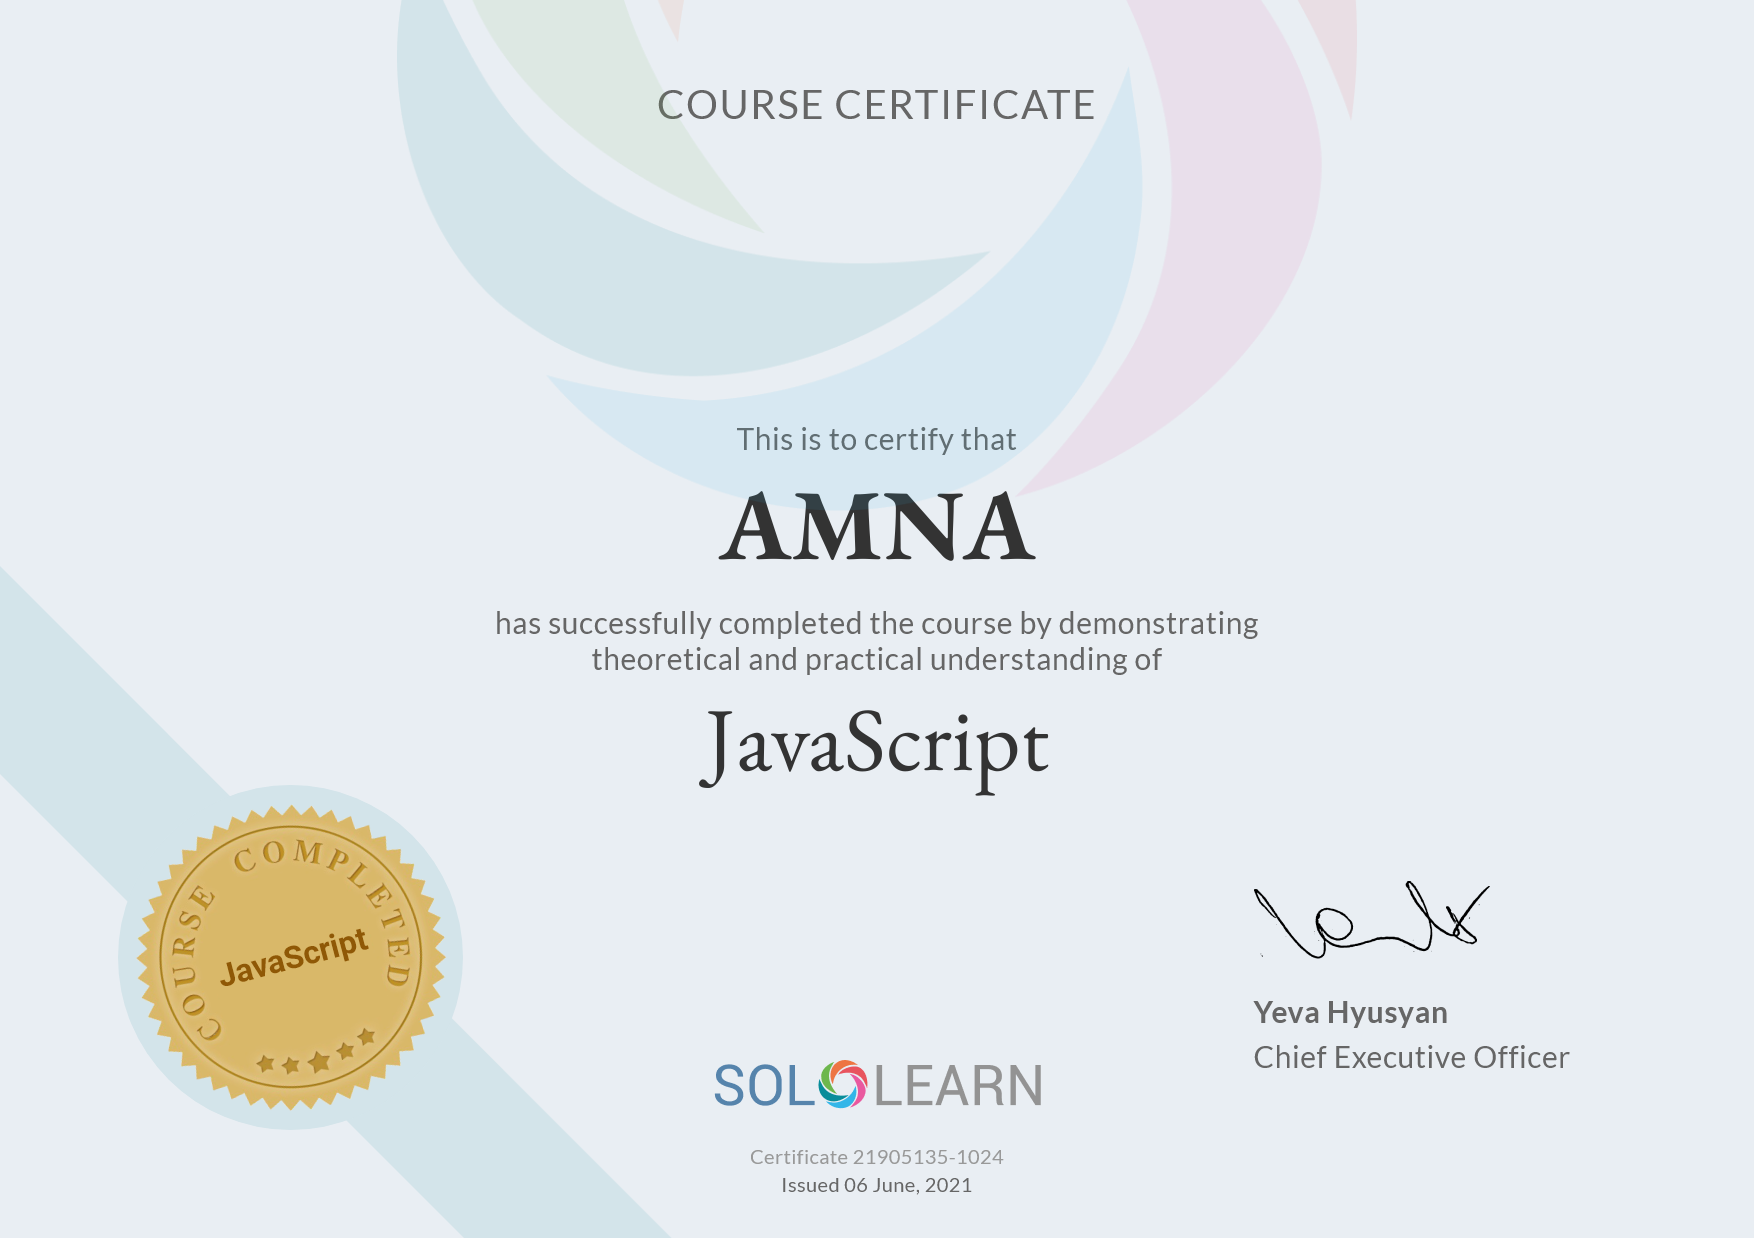 COURSE CERTIFICATE
This is to certify that
AMNA
has successfully completed the course by demonstrating
theoretical and practical understanding of
JavaScript
COURSE COMPLETED
JavaScript
Yeva Hyusyan
Chief Executive Officer
SOLOLEARN
Certificate 21905135-1024
Issued 06 June, 2021